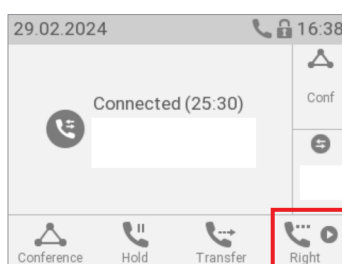 29.02.2024 16:38
Conf
Connected (25:30)
Conference Hold Transfer Right